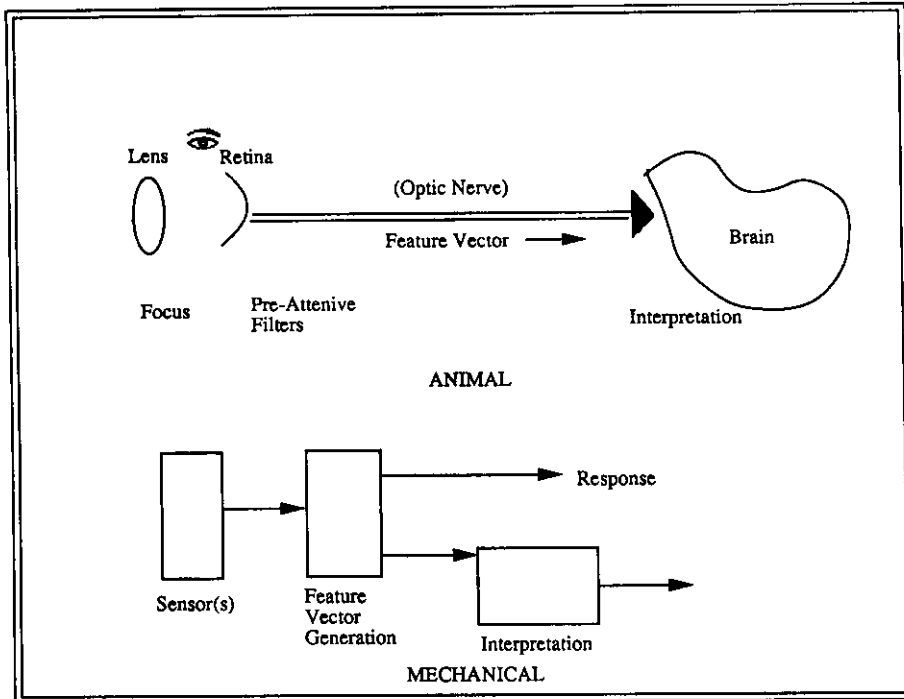 Lens
Retina
(Optic Nerve)
Feature Vector
Brain
Focus
Pre-Attenive
Filters
Interpretation
ANIMAL
Response
Sensor(s)
Feature
Vector
Generation
Interpretation
MECHANICAL